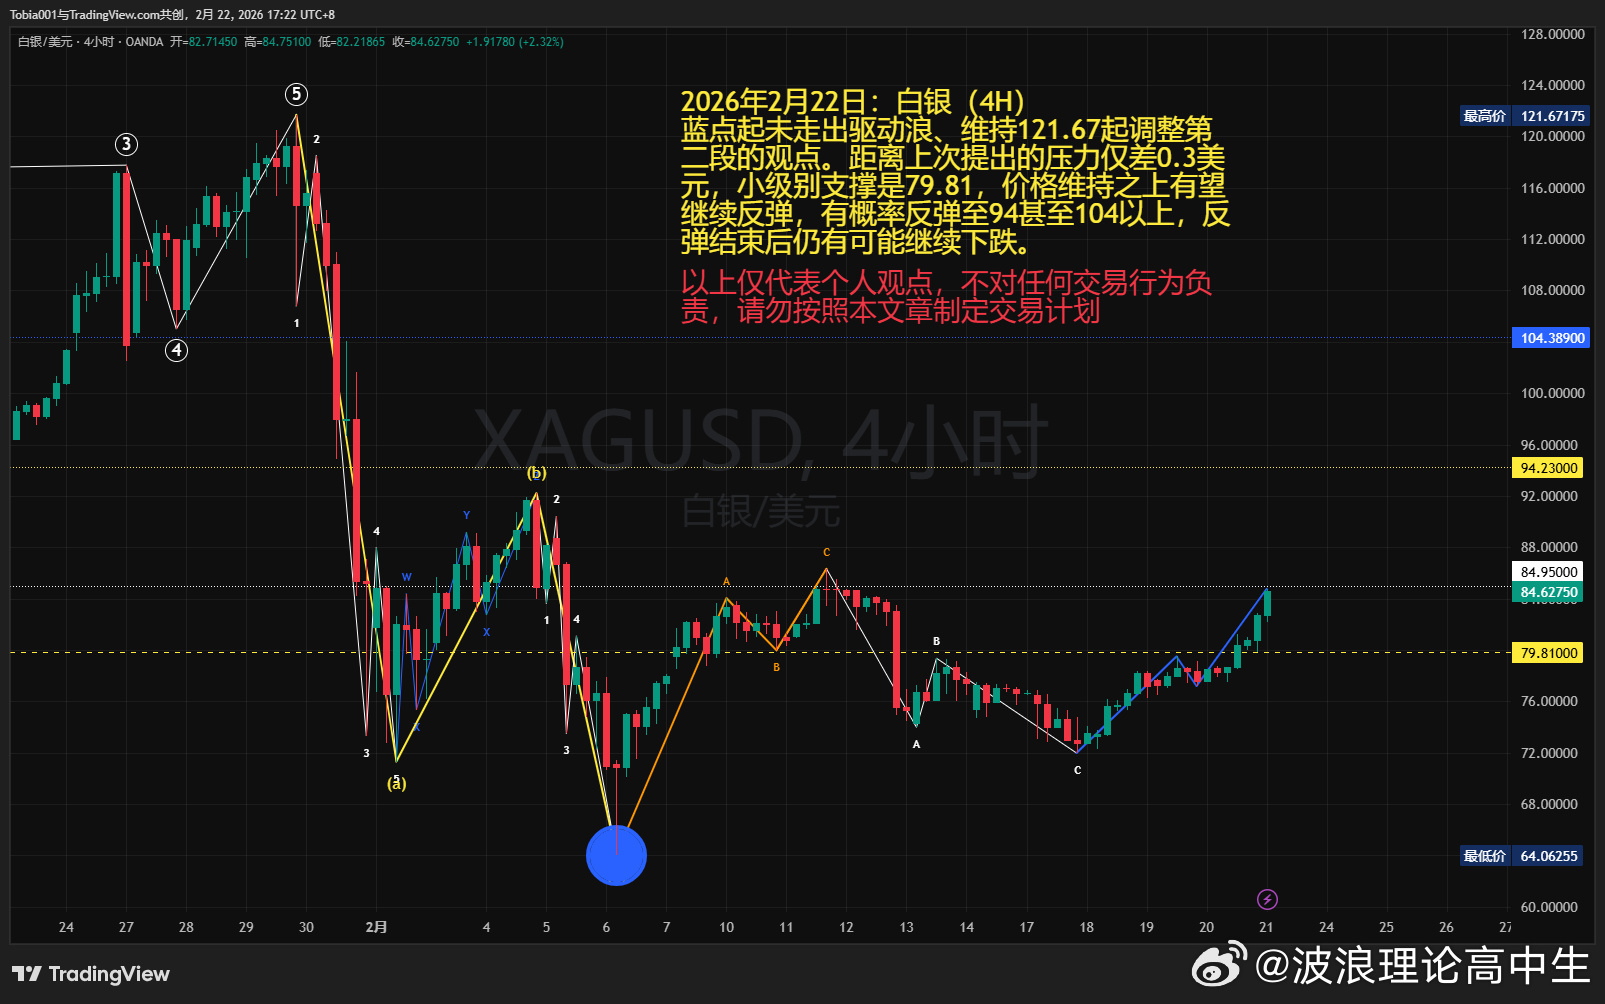 Tobia001与TradingView.com共创，2月 22, 2026 17:22 UTC+8
白银/美元 · 4小时 · OANDA 开=82.71450 高=84.75100 低=82.21865 收=84.62750 +1.91780 (+2.32%)
2026年2月22日：白银（4H）
蓝点起未走出驱动浪、维持121.67起调整第
二段的观点。距离上次提出的压力仅差0.3美
元，小级别支撑是79.81，价格维持之上有望
继续反弹，有概率反弹至94甚至104以上，反
弹结束后仍有可能继续下跌。
以上仅代表个人观点，不对任何交易行为负
责，请勿按照本文章制定交易计划
XAGUSD, 4小时
白银/美元
③
④
⑤
1
2
3
4
5
(a)
W
X
Y
X
(b)
1
2
3
4
A
B
C
A
B
C
128.00000
124.00000
最高价 121.67175
120.00000
116.00000
112.00000
108.00000
104.38900
100.00000
96.00000
94.23000
92.00000
88.00000
84.95000
84.62750
79.81000
76.00000
72.00000
68.00000
最低价 64.06255
60.00000
24 27 28 29 30 2月 4 5 6 7 10 11 12 13 14 17 18 19 20 21 24 25 26 27
TradingView
@波浪理论高中生